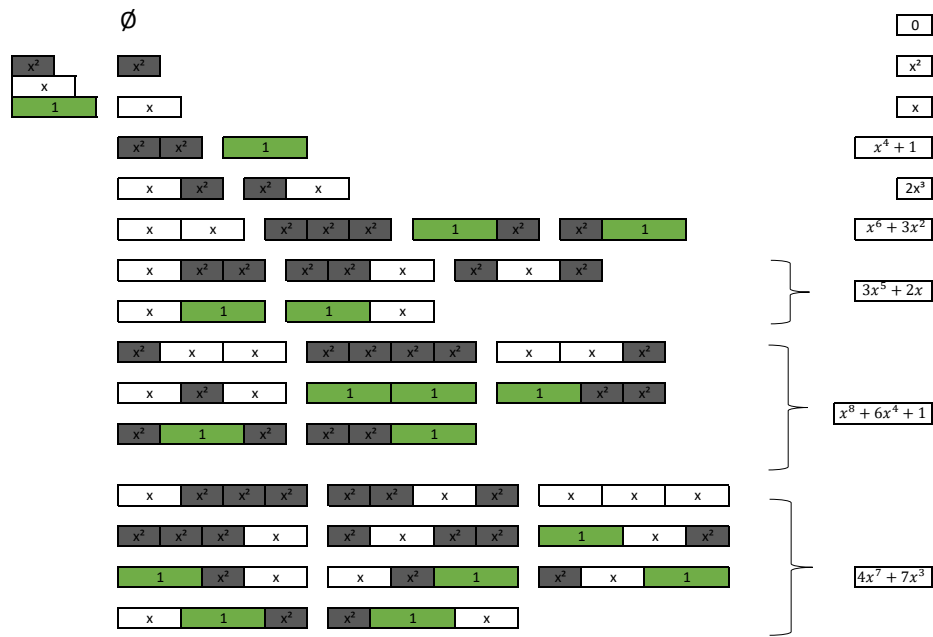 Ø 0
x² x² x²
x
1 x x
x² x² 1 x⁴ + 1
x x² x² x 2x³
x x x² x² x² 1 x² x² 1 x⁶ + 3x²
x x² x² x² x² x x² x x²
3x⁵ + 2x
x 1 1 x
x² x x x² x² x² x² x x x²
x x² x 1 1 1 x² x²
x⁸ + 6x⁴ + 1
x² 1 x² x² x² 1
x x² x² x² x² x² x x² x x x
x² x² x² x x² x x² x² 1 x x²
1 x² x x x² 1 x² x 1 4x⁷ + 7x³
x 1 x² x² 1 x